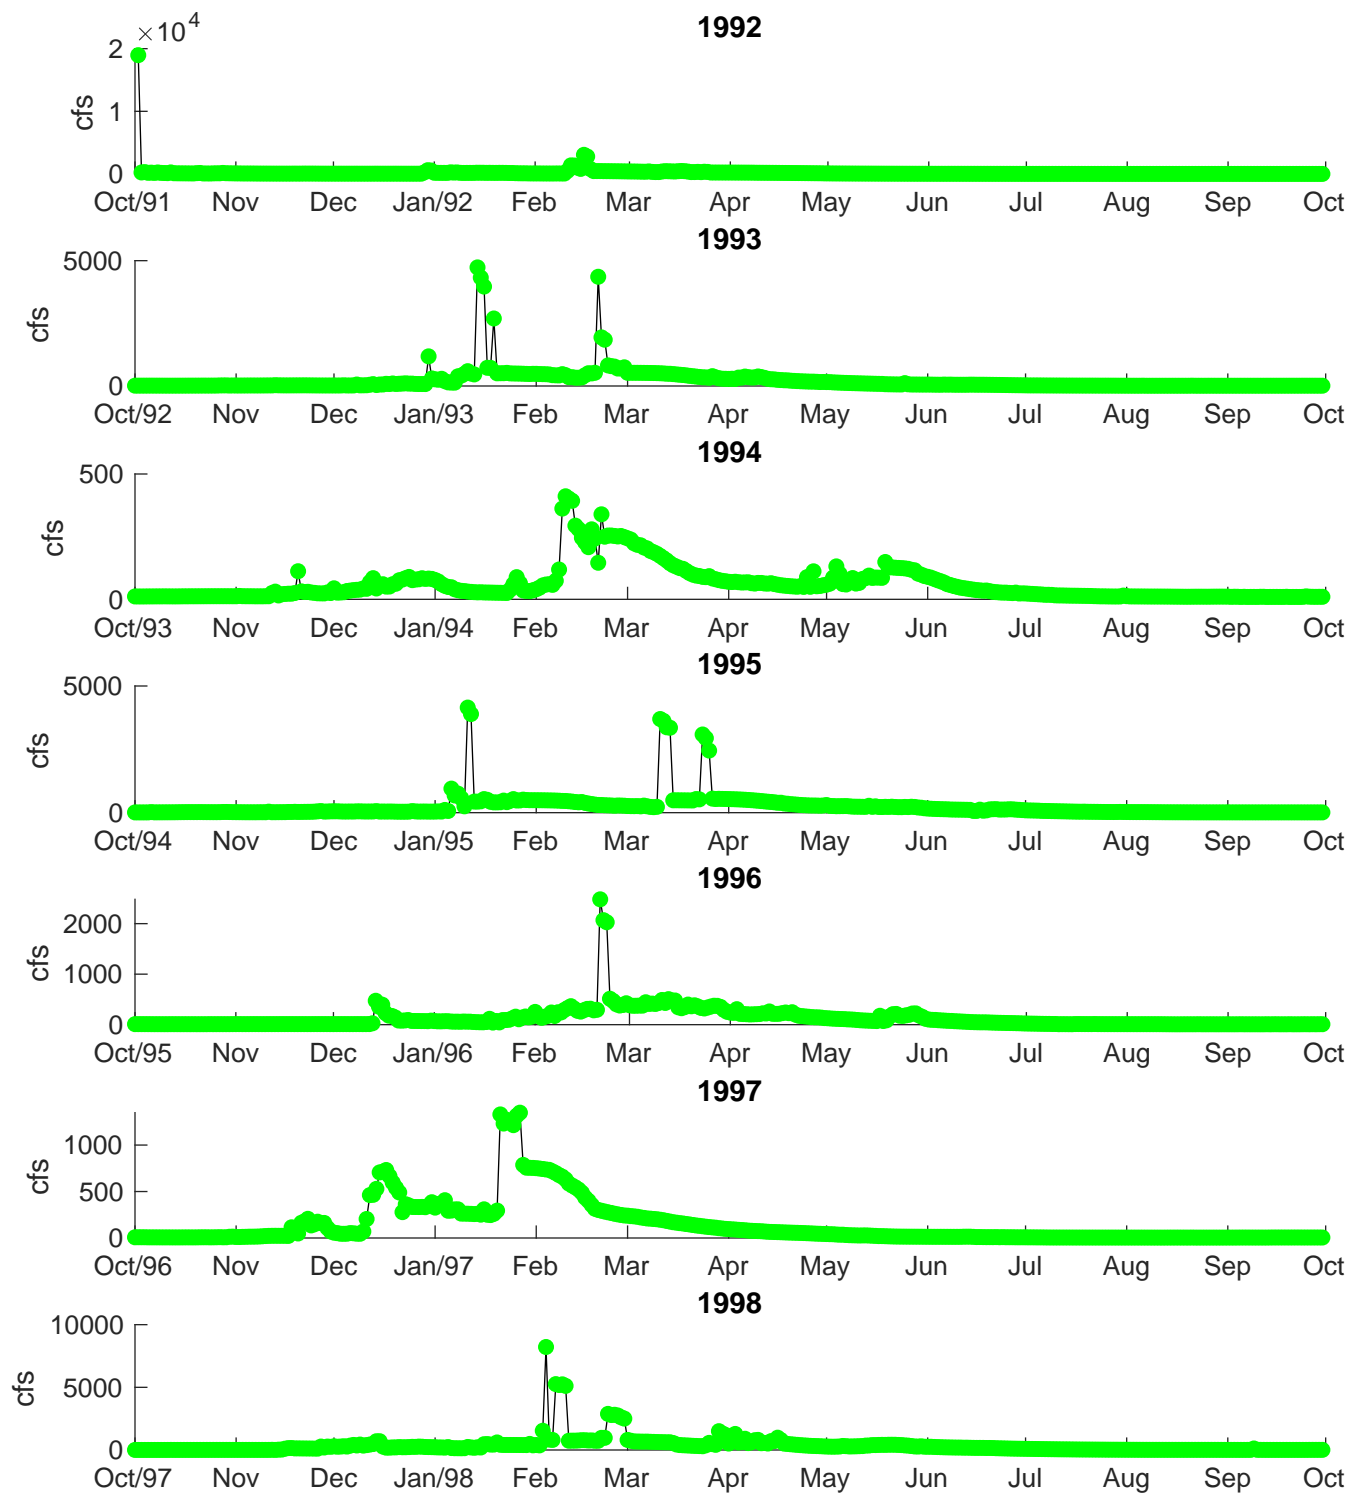 1992
×10^4
2
1
0
cfs
Oct/91 Nov Dec Jan/92 Feb Mar Apr May Jun Jul Aug Sep Oct
1993
5000
0
cfs
Oct/92 Nov Dec Jan/93 Feb Mar Apr May Jun Jul Aug Sep Oct
1994
500
0
cfs
Oct/93 Nov Dec Jan/94 Feb Mar Apr May Jun Jul Aug Sep Oct
1995
5000
0
cfs
Oct/94 Nov Dec Jan/95 Feb Mar Apr May Jun Jul Aug Sep Oct
1996
2000
1000
0
cfs
Oct/95 Nov Dec Jan/96 Feb Mar Apr May Jun Jul Aug Sep Oct
1997
1000
500
0
cfs
Oct/96 Nov Dec Jan/97 Feb Mar Apr May Jun Jul Aug Sep Oct
1998
10000
5000
0
cfs
Oct/97 Nov Dec Jan/98 Feb Mar Apr May Jun Jul Aug Sep Oct